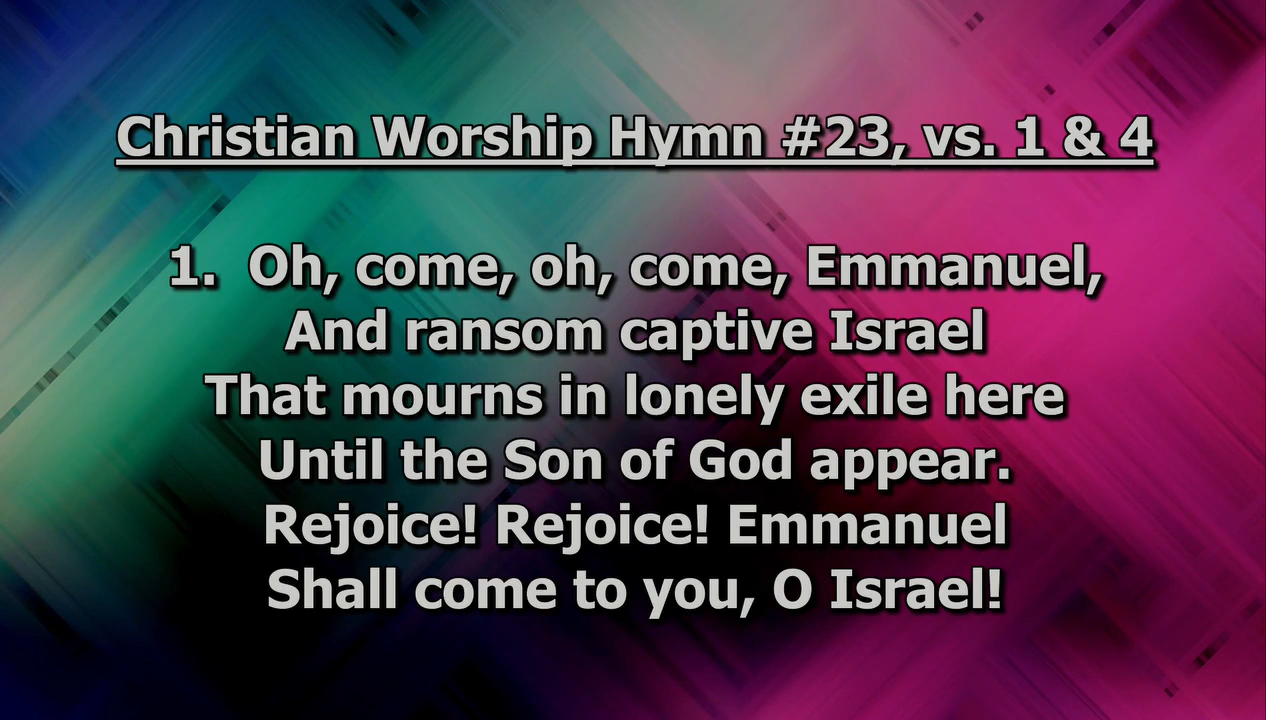 Christian Worship Hymn #23, vs. 1 & 4
1. Oh, come, oh, come, Emmanuel,
And ransom captive Israel
That mourns in lonely exile here
Until the Son of God appear.
Rejoice! Rejoice! Emmanuel
Shall come to you, O Israel!